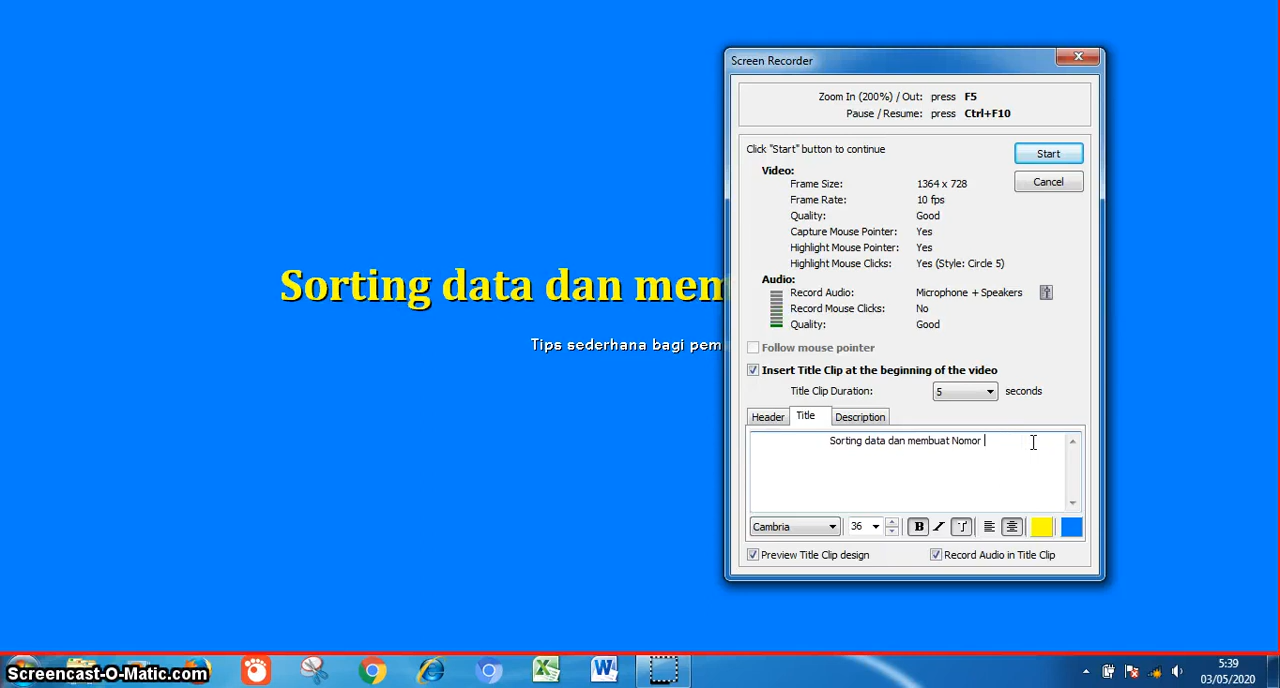 Screen Recorder
Zoom In (200%) / Out: press F5
Pause / Resume: press Ctrl+F10
Click "Start" button to continue
Start
Video:
Cancel
Frame Size: 1364 x 728
Frame Rate: 10 fps
Quality: Good
Capture Mouse Pointer: Yes
Highlight Mouse Pointer: Yes
Highlight Mouse Clicks: Yes (Style: Circle 5)
Audio:
Record Audio: Microphone + Speakers
Record Mouse Clicks: No
Quality: Good
Follow mouse pointer
Insert Title Clip at the beginning of the video
Title Clip Duration: 5 seconds
Header Title Description
Sorting data dan membuat Nomor
Cambria 36 B I T
Preview Title Clip design Record Audio in Title Clip
Sorting data dan mem
Tips sederhana bagi pem
Screencast-O-Matic.com
5:39
03/05/2020